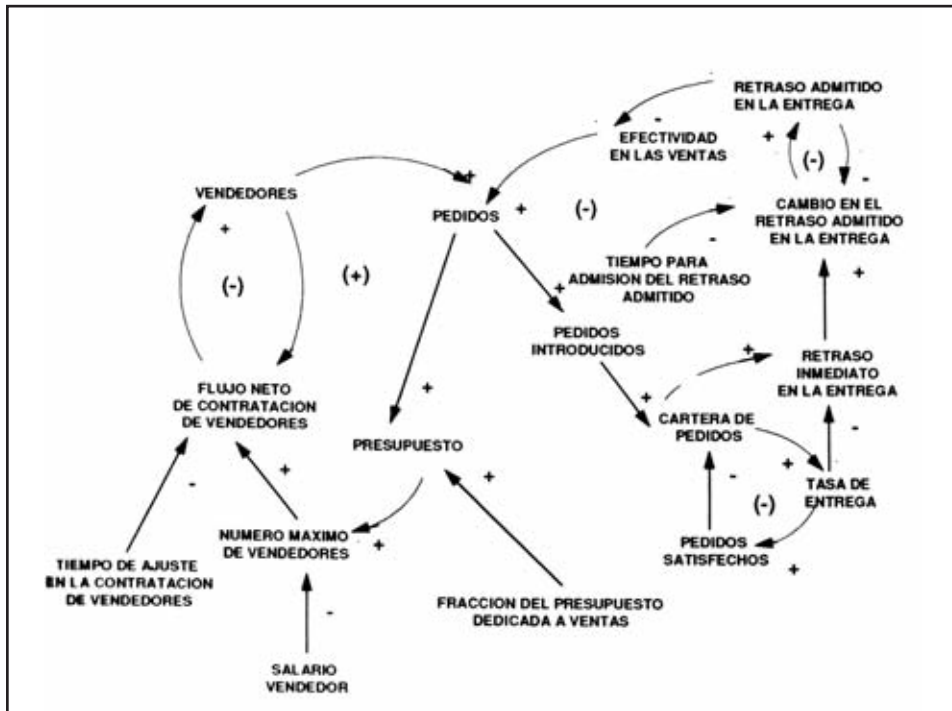 RETRASO ADMITIDO
EN LA ENTREGA
-
-
EFECTIVIDAD
EN LAS VENTAS
+
(-)
-
VENDEDORES
+
PEDIDOS
+
(-)
CAMBIO EN EL
RETRASO ADMITIDO
EN LA ENTREGA
+
-
(-)
(+)
TIEMPO PARA
ADMISION DEL RETRASO
ADMITIDO
+
+
PEDIDOS
INTRODUCIDOS
+
RETRASO
INMEDIATO
EN LA ENTREGA
FLUJO NETO
DE CONTRATACION
DE VENDEDORES
+
+
CARTERA DE
PEDIDOS
-
PRESUPUESTO
-
+
+
-
+
TASA DE
ENTREGA
(-)
NUMERO MAXIMO
DE VENDEDORES
+
PEDIDOS
SATISFECHOS
+
TIEMPO DE AJUSTE
EN LA CONTRATACION
DE VENDEDORES
-
FRACCION DEL PRESUPUESTO
DEDICADA A VENTAS
SALARIO
VENDEDOR